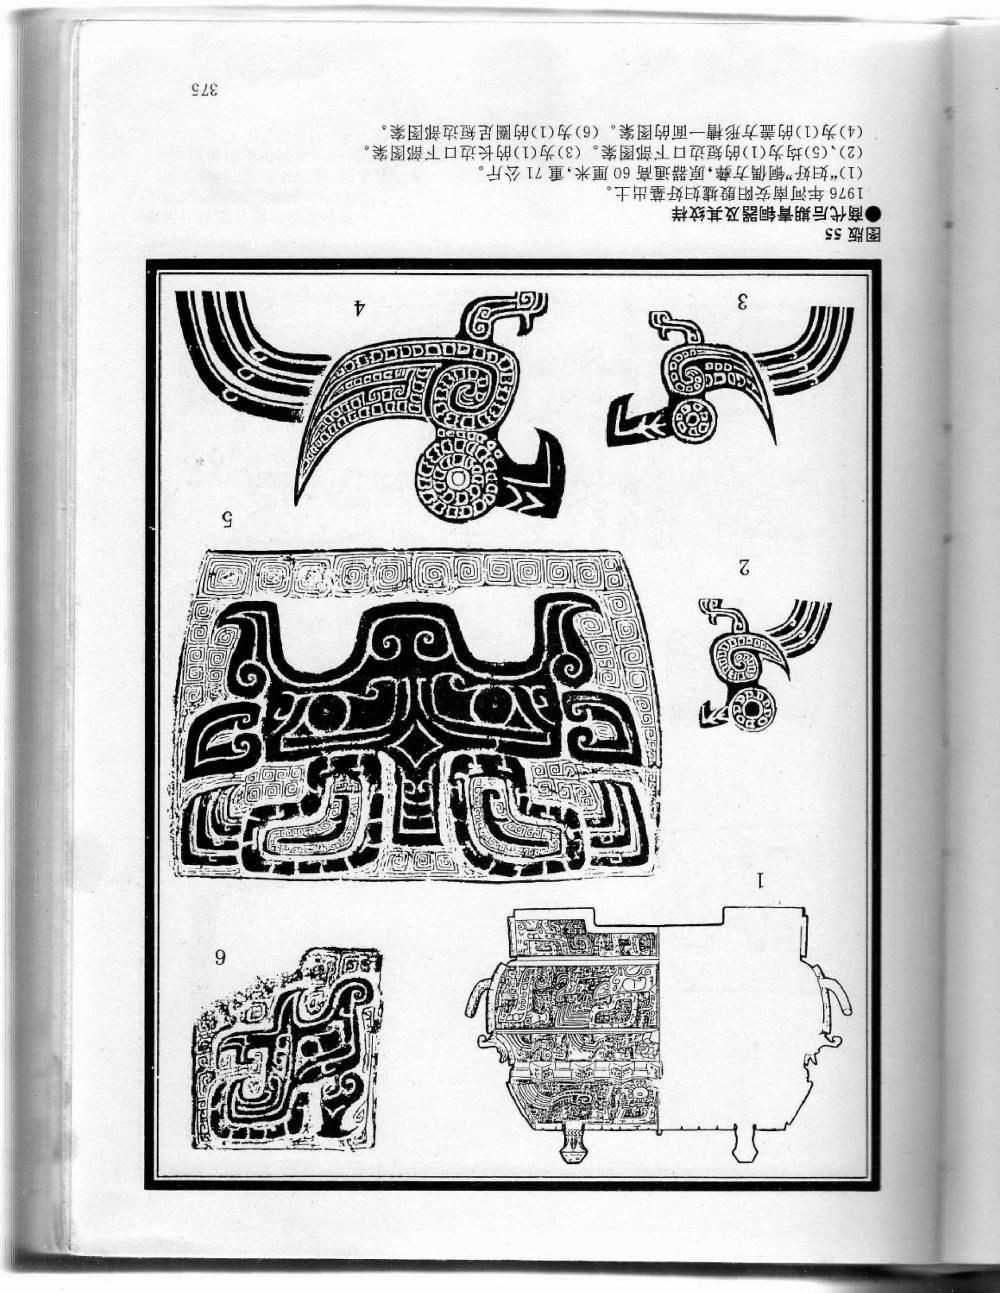 1
6
2
5
3
4
图版 55
●商代后期青铜器及其纹样
1976 年河南安阳殷墟妇好墓出土。
(1)“妇好”铜偶方彝,原器通高 60 厘米,重 71 公斤。
(2)、(5)均为(1)的短边口下部图案。(3)为(1)的长边口下部图案。
(4)为(1)的盖方形槽一面的图案。(6)为(1)的圈足短边部图案。
375